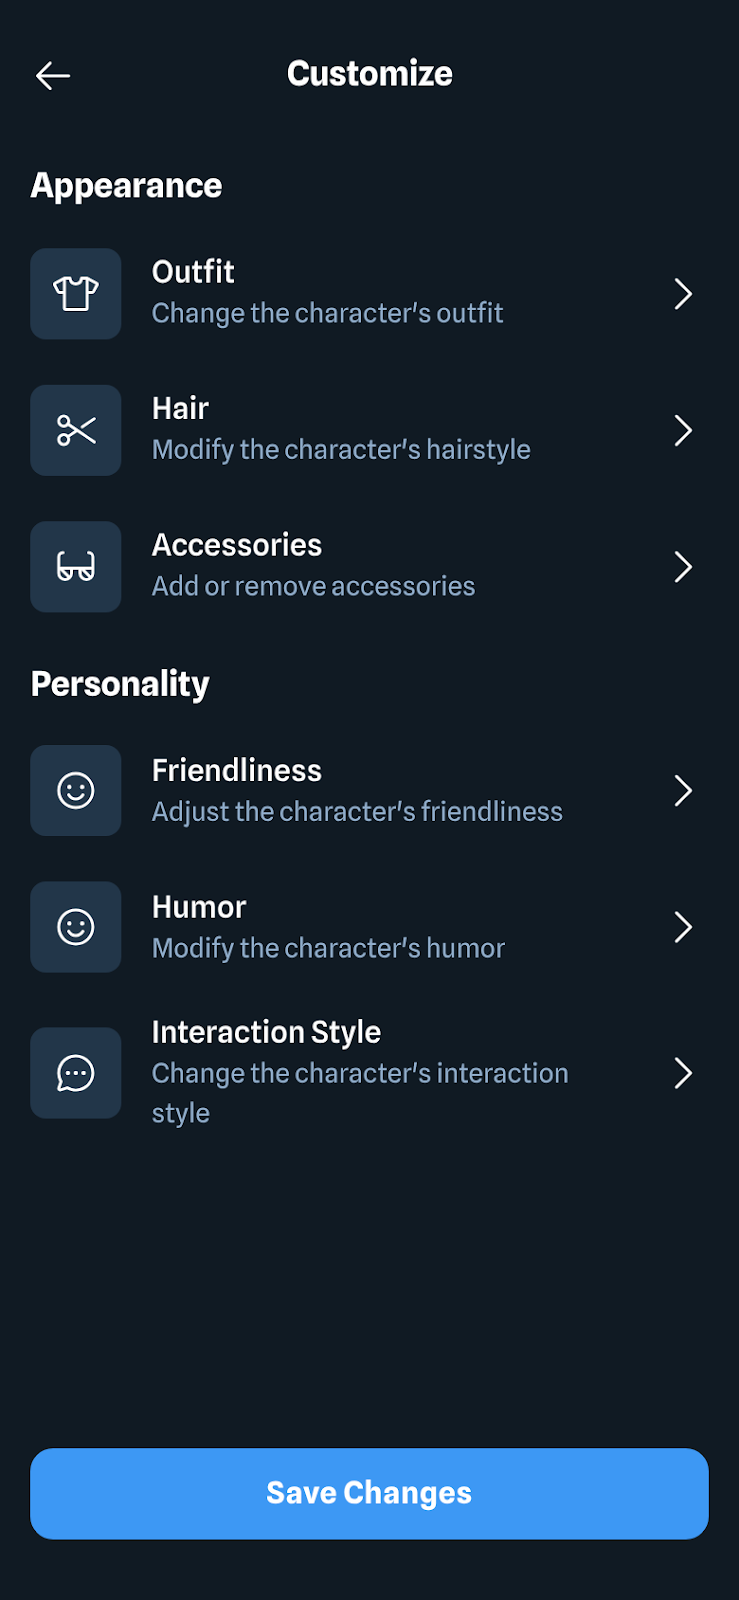 Customize
Appearance
Outfit
Change the character's outfit
Hair
Modify the character's hairstyle
Accessories
Add or remove accessories
Personality
Friendliness
Adjust the character's friendliness
Humor
Modify the character's humor
Interaction Style
Change the character's interaction
style
Save Changes